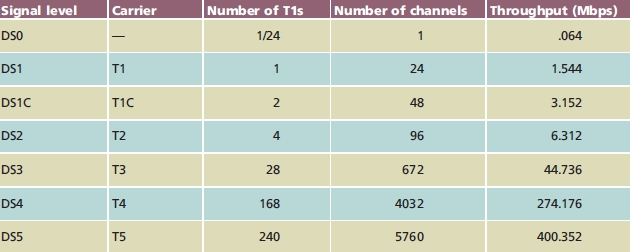 Signal level Carrier Number of T1s Number of channels Throughput (Mbps)
DS0 — 1/24 1 .064
DS1 T1 1 24 1.544
DS1C T1C 2 48 3.152
DS2 T2 4 96 6.312
DS3 T3 28 672 44.736
DS4 T4 168 4032 274.176
DS5 T5 240 5760 400.352